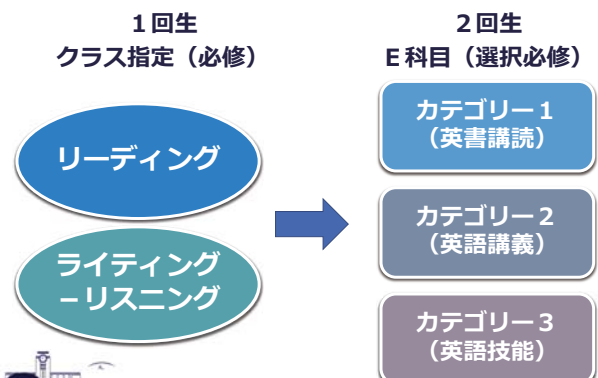 １回生
クラス指定（必修）
リーディング
ライティング
－リスニング
２回生
Ｅ科目（選択必修）
カテゴリー１
（英書講読）
カテゴリー２
（英語講義）
カテゴリー３
（英語技能）